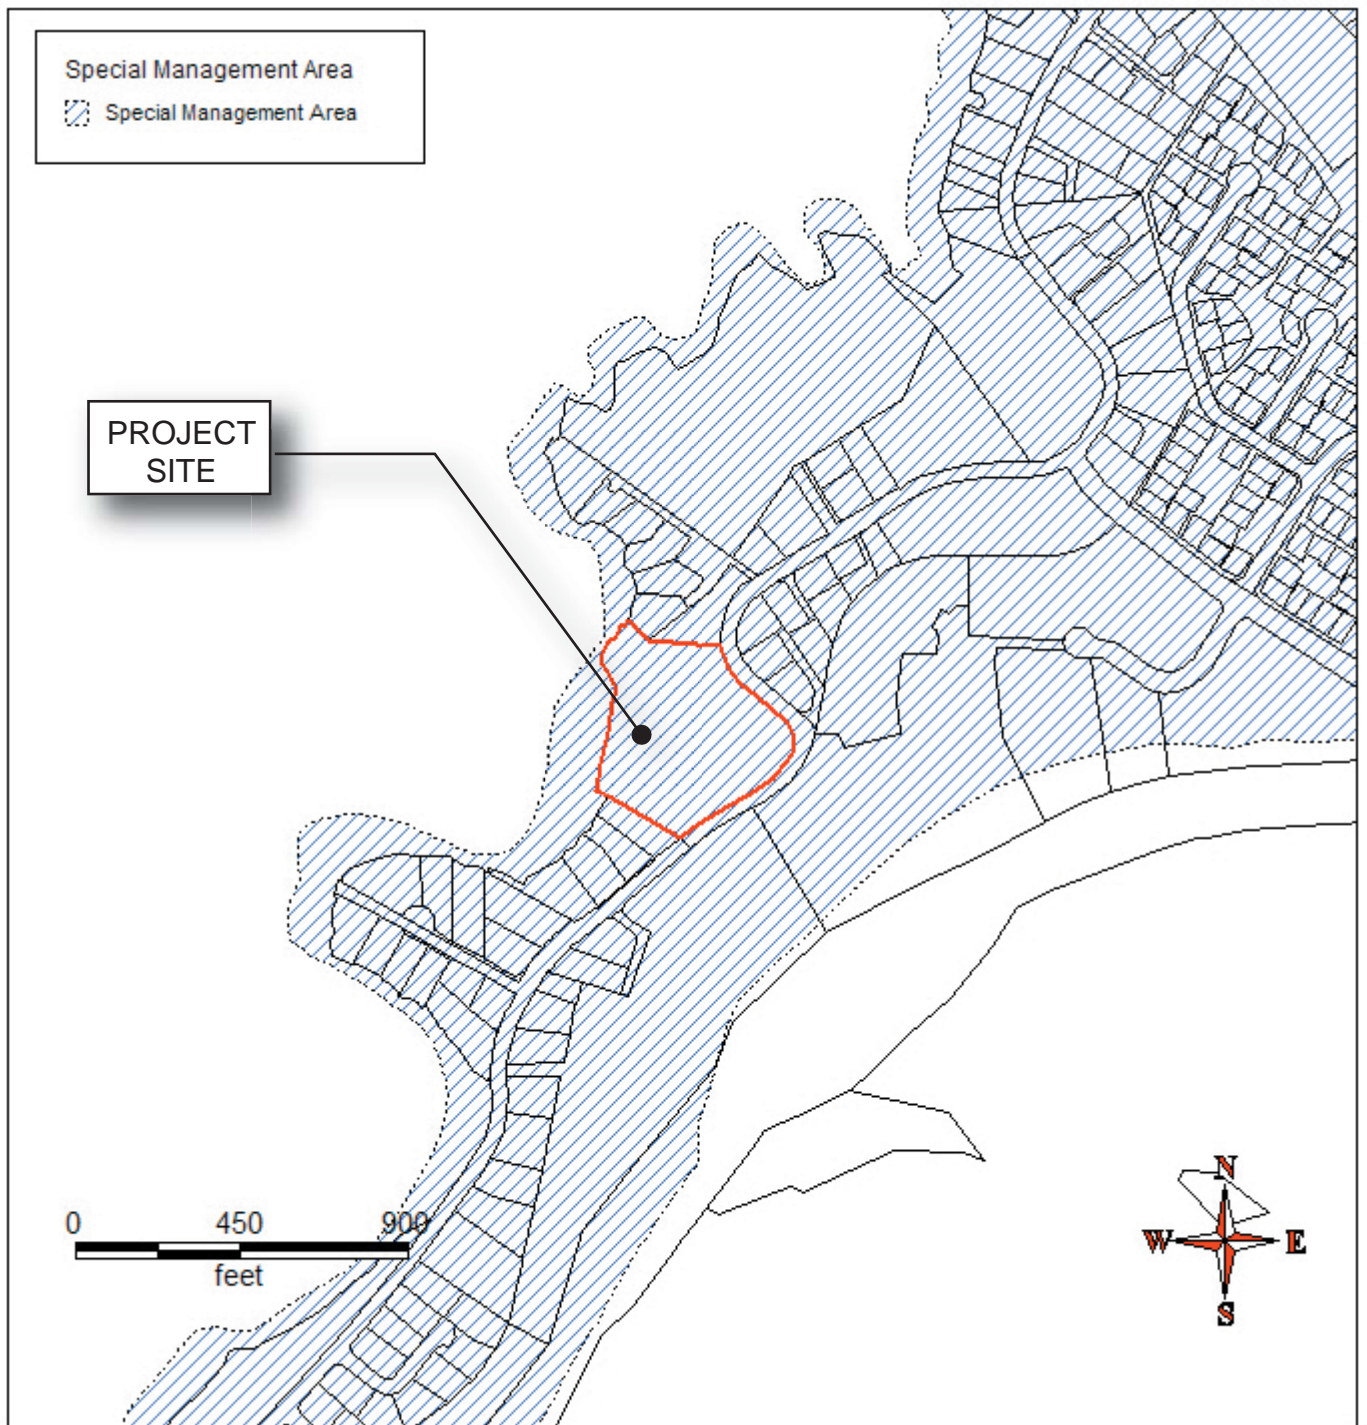 Special Management Area
Special Management Area
PROJECT
SITE
0 450 900
feet
N
W E
S